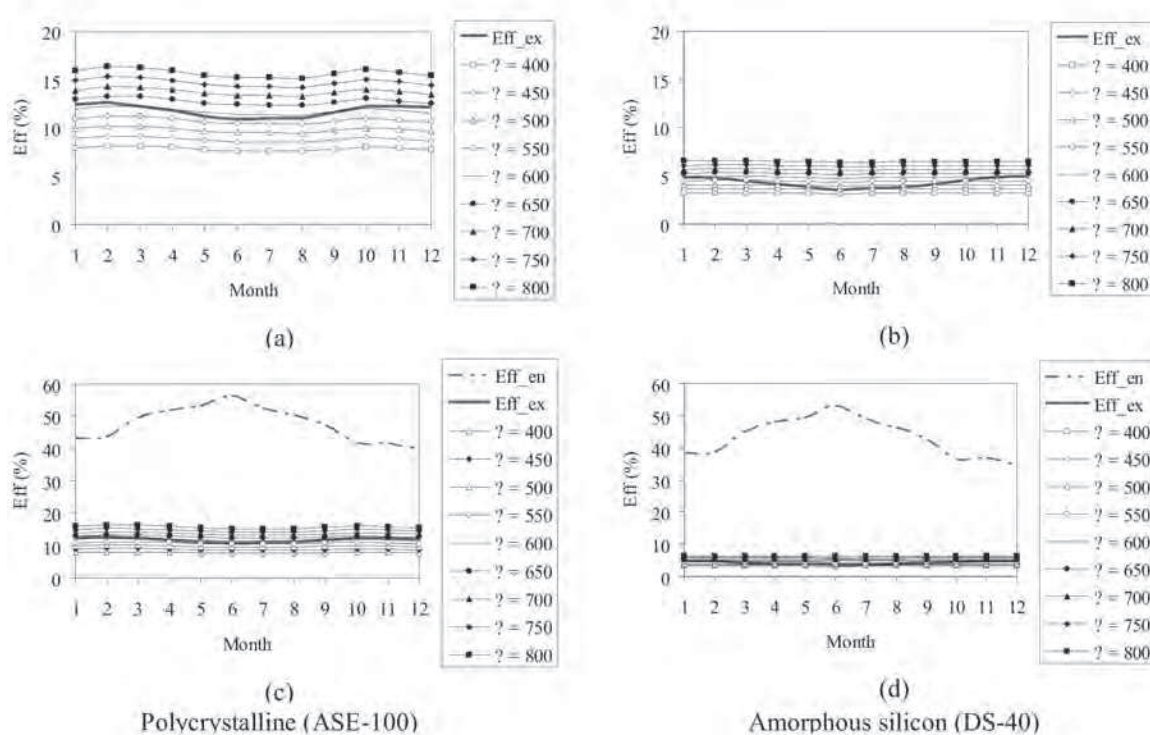 20
15
10
5
0
Eff (%)
1 2 3 4 5 6 7 8 9 10 11 12
Month
Eff_ex
? = 400
? = 450
? = 500
? = 550
? = 600
? = 650
? = 700
? = 750
? = 800
(a)
20
15
10
5
0
Eff (%)
1 2 3 4 5 6 7 8 9 10 11 12
Month
Eff_ex
? = 400
? = 450
? = 500
? = 550
? = 600
? = 650
? = 700
? = 750
? = 800
(b)
60
50
40
30
20
10
0
Eff (%)
1 2 3 4 5 6 7 8 9 10 11 12
Month
Eff_en
Eff_ex
? = 400
? = 450
? = 500
? = 550
? = 600
? = 650
? = 700
? = 750
? = 800
(c)
Polycrystalline (ASE-100)
60
50
40
30
20
10
0
Eff (%)
1 2 3 4 5 6 7 8 9 10 11 12
Month
Eff_en
Eff_ex
? = 400
? = 450
? = 500
? = 550
? = 600
? = 650
? = 700
? = 750
? = 800
(d)
Amorphous silicon (DS-40)